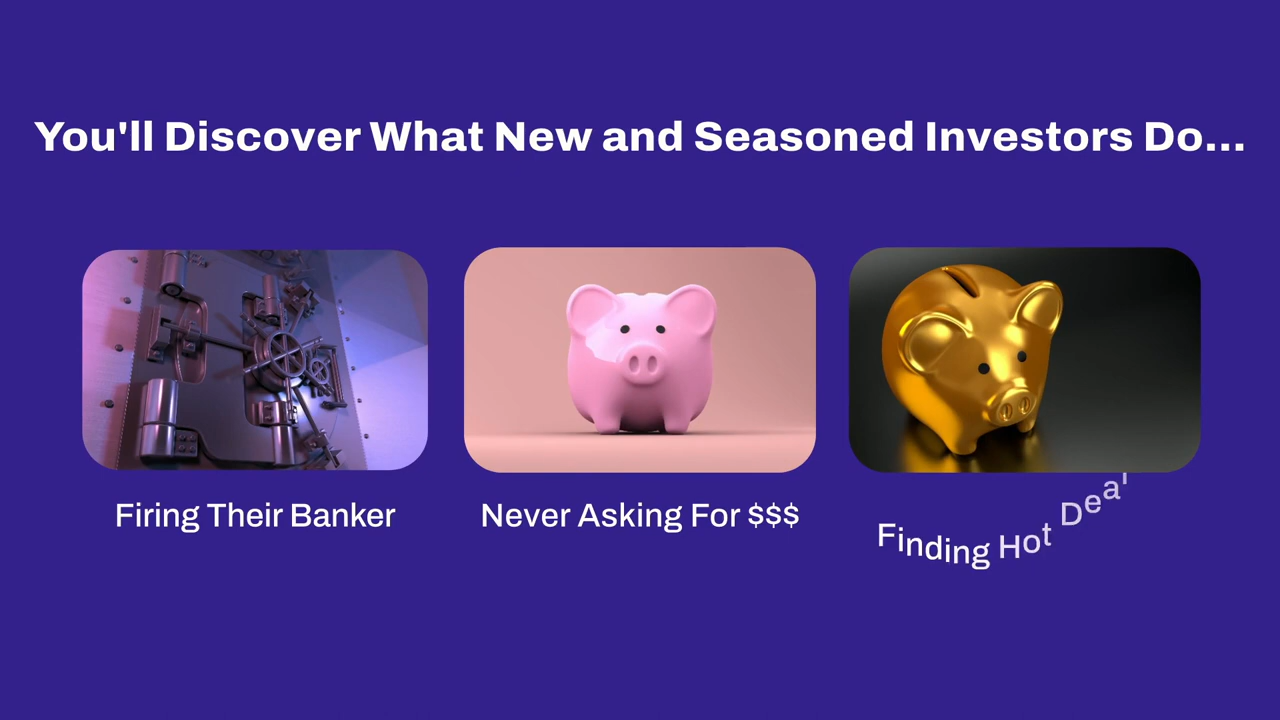 You'll Discover What New and Seasoned Investors Do...
Firing Their Banker
Never Asking For $$$
Finding Hot